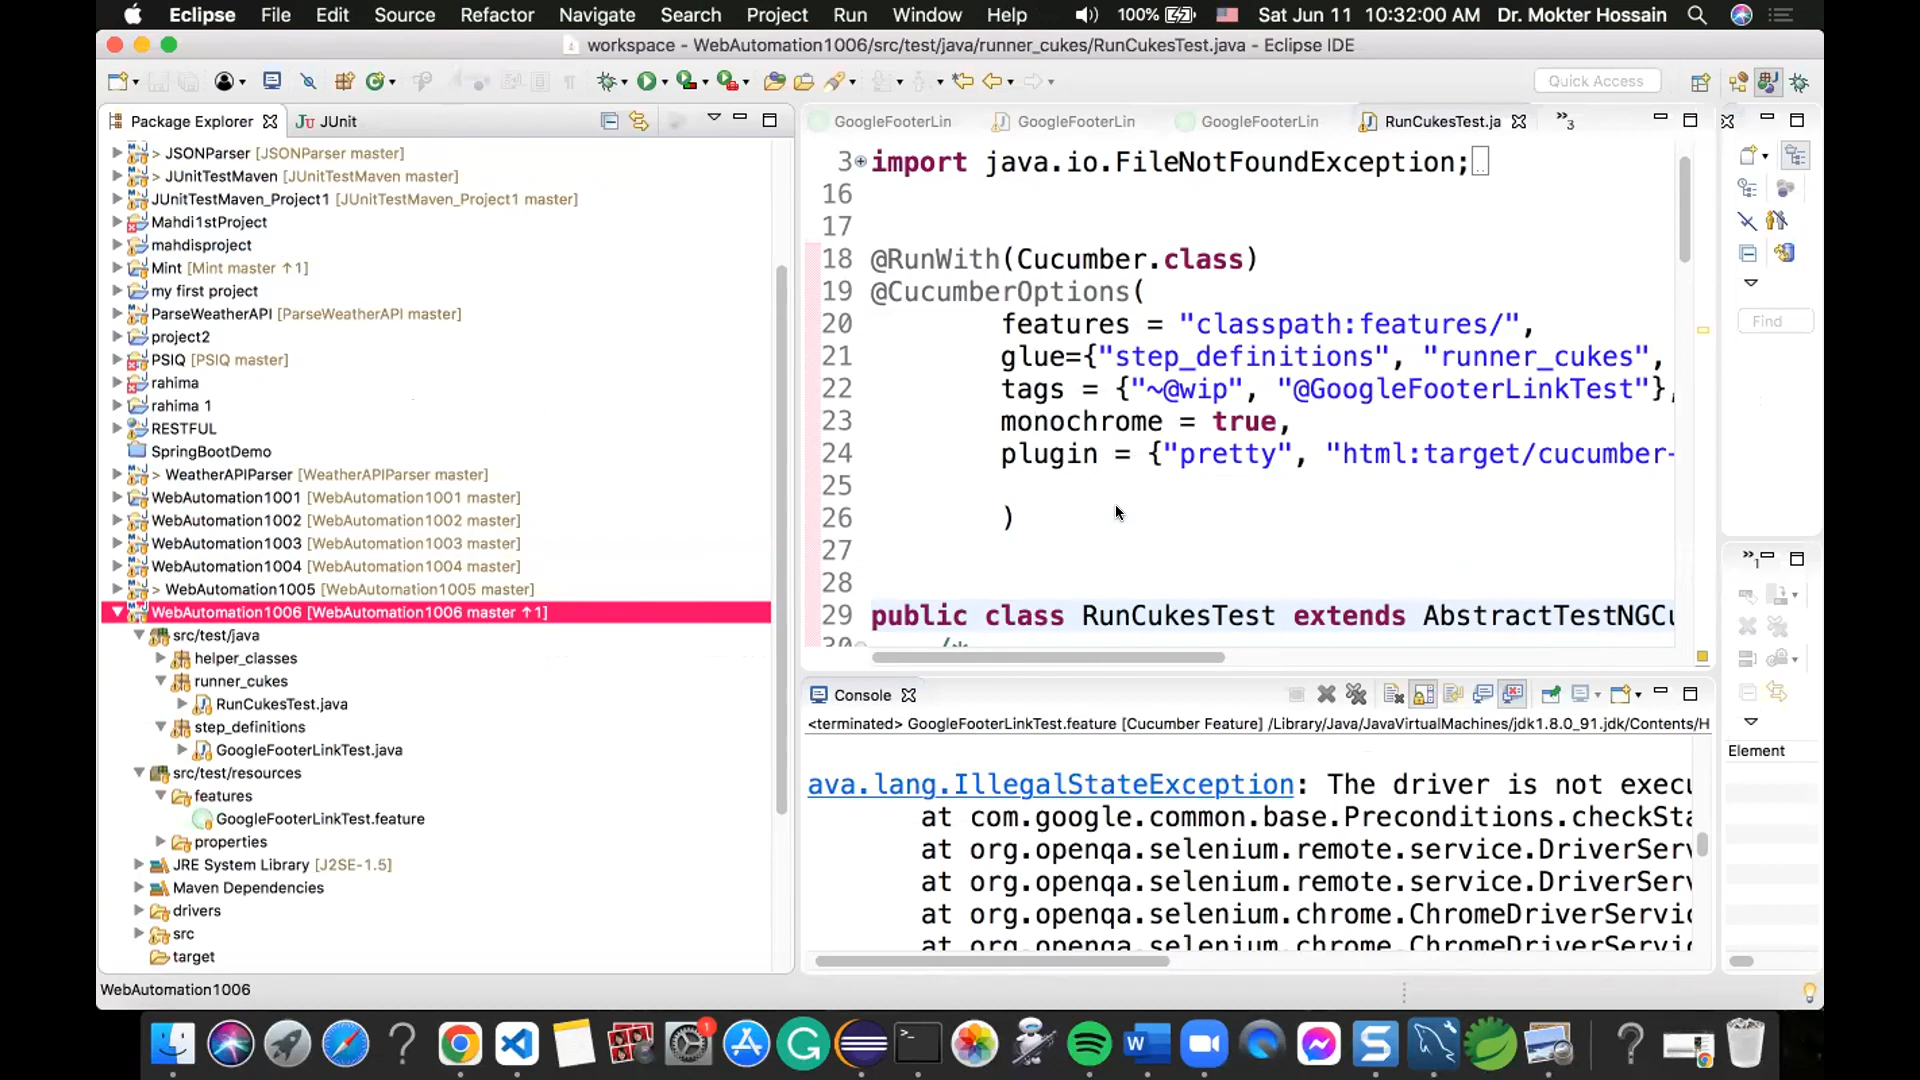 Eclipse File Edit Source Refactor Navigate Search Project Run Window Help 100% Sat Jun 11 10:32:00 AM Dr. Mokter Hossain
workspace - WebAutomation1006/src/test/java/runner_cukes/RunCukesTest.java - Eclipse IDE
Quick Access
Package Explorer JUnit
> JSONParser [JSONParser master]
> JUnitTestMaven [JUnitTestMaven master]
JUnitTestMaven_Project1 [JUnitTestMaven_Project1 master]
Mahdi1stProject
mahdisproject
Mint [Mint master ↑1]
my first project
ParseWeatherAPI [ParseWeatherAPI master]
project2
PSIQ [PSIQ master]
rahima
rahima 1
RESTFUL
SpringBootDemo
> WeatherAPIParser [WeatherAPIParser master]
WebAutomation1001 [WebAutomation1001 master]
WebAutomation1002 [WebAutomation1002 master]
WebAutomation1003 [WebAutomation1003 master]
WebAutomation1004 [WebAutomation1004 master]
> WebAutomation1005 [WebAutomation1005 master]
WebAutomation1006 [WebAutomation1006 master ↑1]
src/test/java
helper_classes
runner_cukes
RunCukesTest.java
step_definitions
GoogleFooterLinkTest.java
src/test/resources
features
GoogleFooterLinkTest.feature
properties
JRE System Library [J2SE-1.5]
Maven Dependencies
drivers
src
target
WebAutomation1006
GoogleFooterLin GoogleFooterLin GoogleFooterLin RunCukesTest.ja »3
3 import java.io.FileNotFoundException;
16
17
18 @RunWith(Cucumber.class)
19 @CucumberOptions(
20 features = "classpath:features/",
21 glue={"step_definitions", "runner_cukes",
22 tags = {"~@wip", "@GoogleFooterLinkTest"},
23 monochrome = true,
24 plugin = {"pretty", "html:target/cucumber-
25
26 )
27
28
29 public class RunCukesTest extends AbstractTestNGCu
30 /*
Console
<terminated> GoogleFooterLinkTest.feature [Cucumber Feature] /Library/Java/JavaVirtualMachines/jdk1.8.0_91.jdk/Contents/H
ava.lang.IllegalStateException: The driver is not execu
at com.google.common.base.Preconditions.checkSta
at org.openqa.selenium.remote.service.DriverServ
at org.openqa.selenium.remote.service.DriverServ
at org.openqa.selenium.chrome.ChromeDriverServic
at org.openqa.selenium.chrome.ChromeDriverServic
Find
»1
Element
1